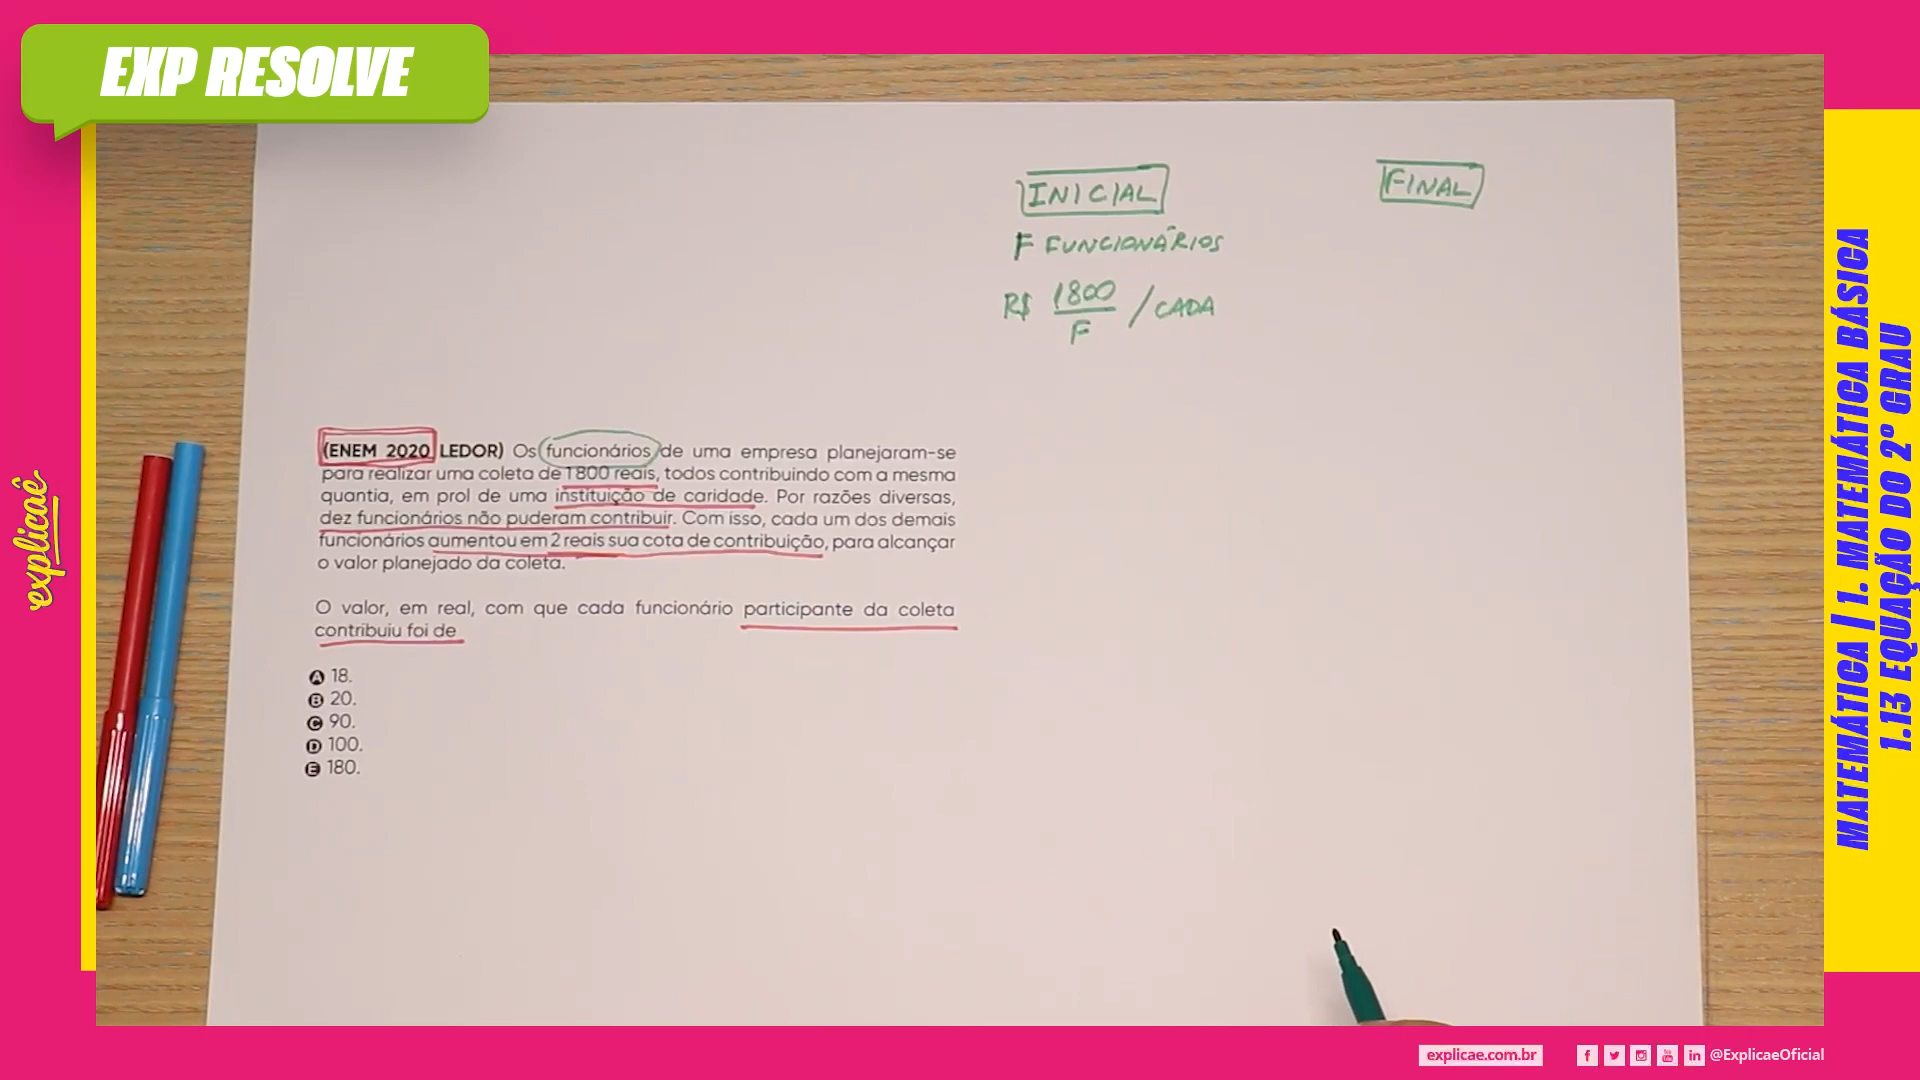 EXP RESOLVE
INICIAL
FINAL
F FUNCIONÁRIOS
R$ 1800/F /CADA
(ENEM 2020 LEDOR) Os funcionários de uma empresa planejaram-se
para realizar uma coleta de 1 800 reais, todos contribuindo com a mesma
quantia, em prol de uma instituição de caridade. Por razões diversas,
dez funcionários não puderam contribuir. Com isso, cada um dos demais
funcionários aumentou em 2 reais sua cota de contribuição, para alcançar
o valor planejado da coleta.
O valor, em real, com que cada funcionário participante da coleta
contribuiu foi de
A 18.
B 20.
C 90.
D 100.
E 180.
explicaê
MATEMÁTICA | 1. MATEMÁTICA BÁSICA
1.13 EQUAÇÃO DO 2º GRAU
explicae.com.br
@ExplicaeOficial